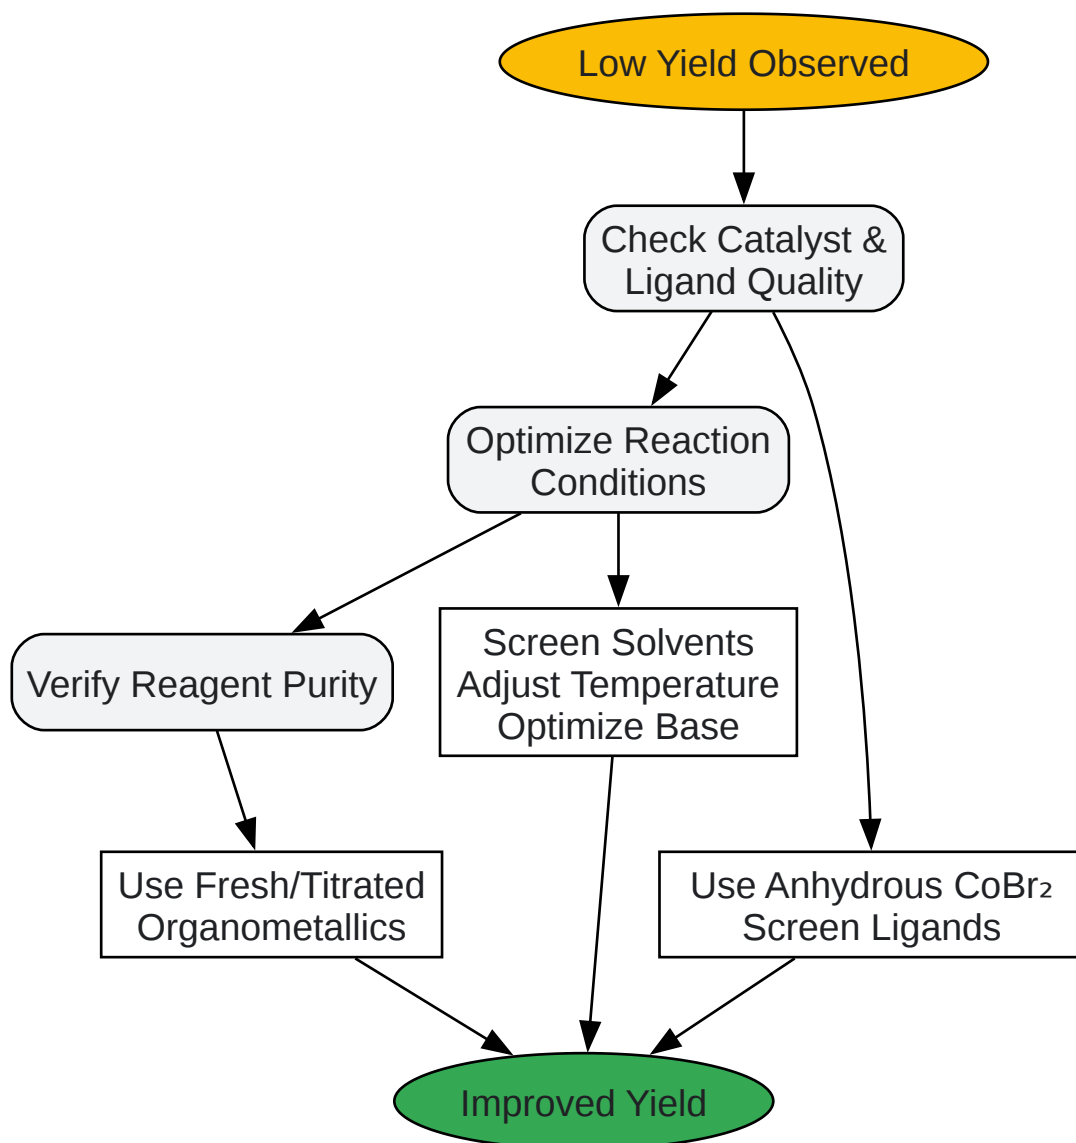 Low Yield Observed
Check Catalyst &
Ligand Quality
Optimize Reaction
Conditions
Verify Reagent Purity
Screen Solvents
Adjust Temperature
Optimize Base
Use Fresh/Titrated
Organometallics
Use Anhydrous CoBr₂
Screen Ligands
Improved Yield